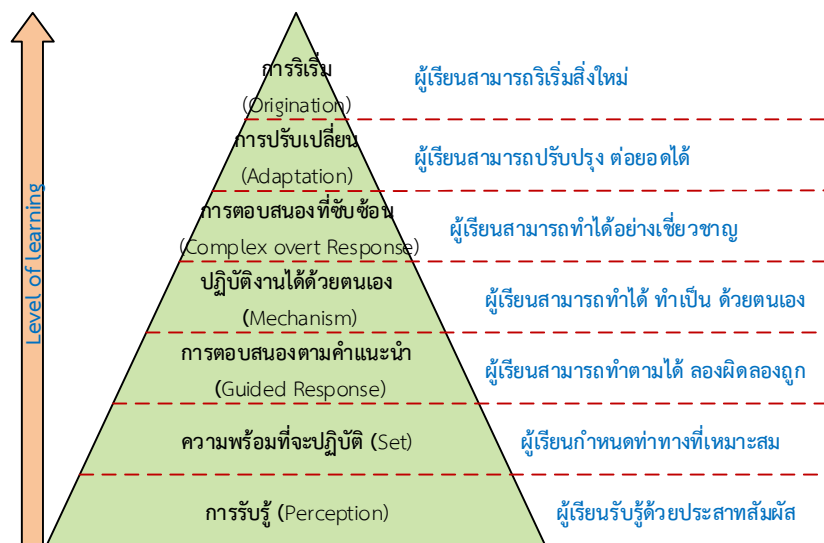 การริเริ่ม
(Origination)
ผู้เรียนสามารถริเริ่มสิ่งใหม่
การปรับเปลี่ยน
(Adaptation)
ผู้เรียนสามารถปรับปรุง ต่อยอดได้
การตอบสนองที่ซับซ้อน
(Complex overt Response)
ผู้เรียนสามารถทำได้อย่างเชี่ยวชาญ
ปฏิบัติงานได้ด้วยตนเอง
(Mechanism)
ผู้เรียนสามารถทำได้ ทำเป็น ด้วยตนเอง
การตอบสนองตามคำแนะนำ
(Guided Response)
ผู้เรียนสามารถทำตามได้ ลองผิดลองถูก
ความพร้อมที่จะปฏิบัติ (Set)
ผู้เรียนกำหนดท่าทางที่เหมาะสม
การรับรู้ (Perception)
ผู้เรียนรับรู้ด้วยประสาทสัมผัส
Level of learning